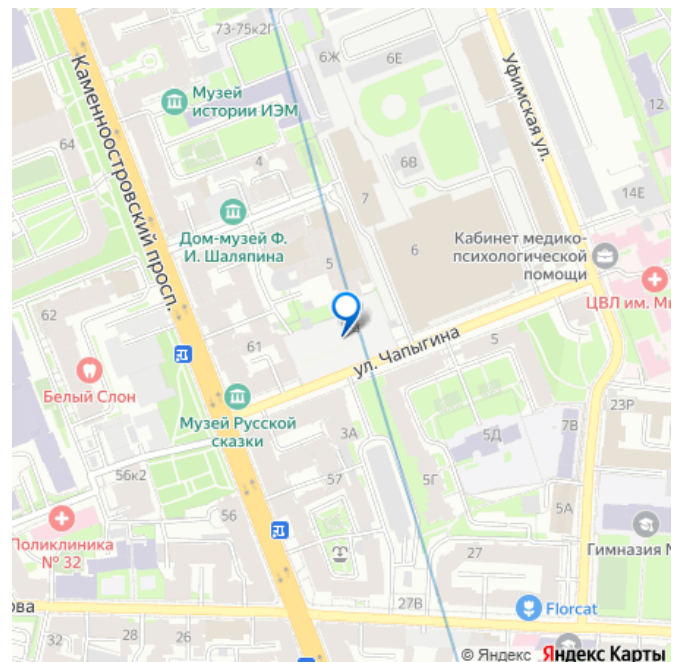 73-75к2Г
6Ж
6Е
Уфимская ул.
12
Музей
истории ИЭМ
Каменноостровский просп.
64
4
6В
7
14Е
Дом-музей Ф.
И. Шаляпина
5
6
Кабинет медико-
психологической
помощи
ЦВЛ им. Мн
62
61
ул. Чапыгина
5
Белый Слон
Музей Русской
сказки
3А
5Д
7В
23Р
56к2
57
5Г
5А
56
Поликлиника
№ 32
27
Гимназия №
ова
27В
Florcat
32
28
26
© Яндекс Яндекс Карты